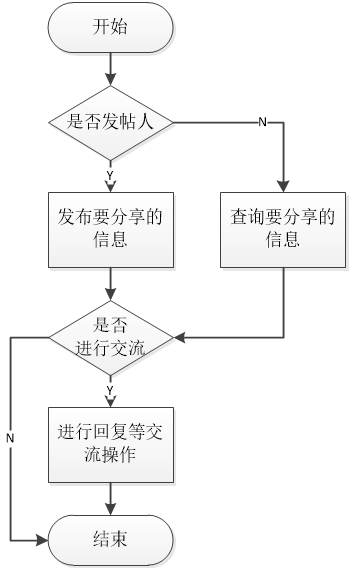 开始
是否发帖人
N
Y
发布要分享的
信息
查询要分享的
信息
是否
进行交流
Y
N
进行回复等交
流操作
结束